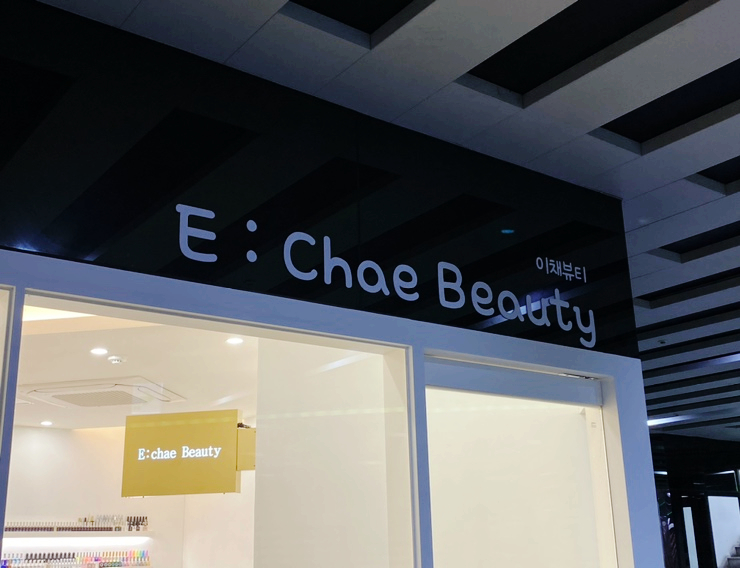 이채뷰티
E : Chae Beauty
E:chae Beauty